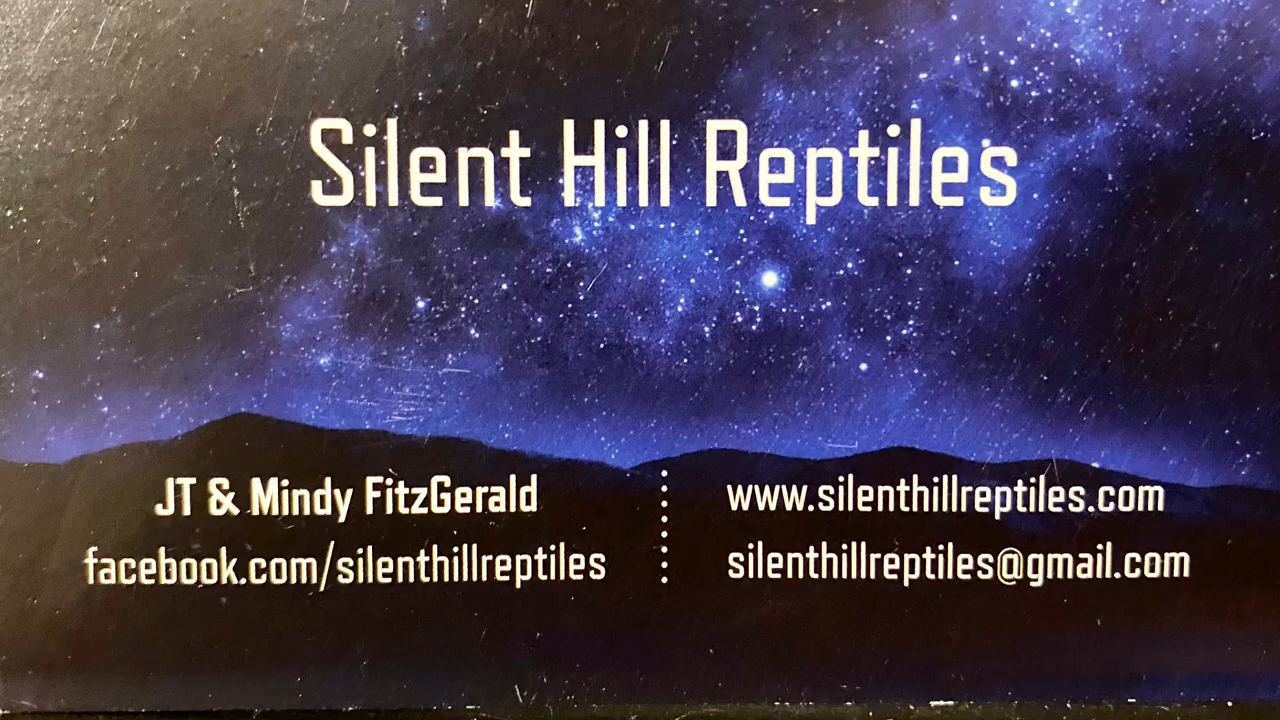 Silent Hill Reptiles
JT & Mindy FitzGerald
facebook.com/silenthillreptiles
www.silenthillreptiles.com
silenthillreptiles@gmail.com